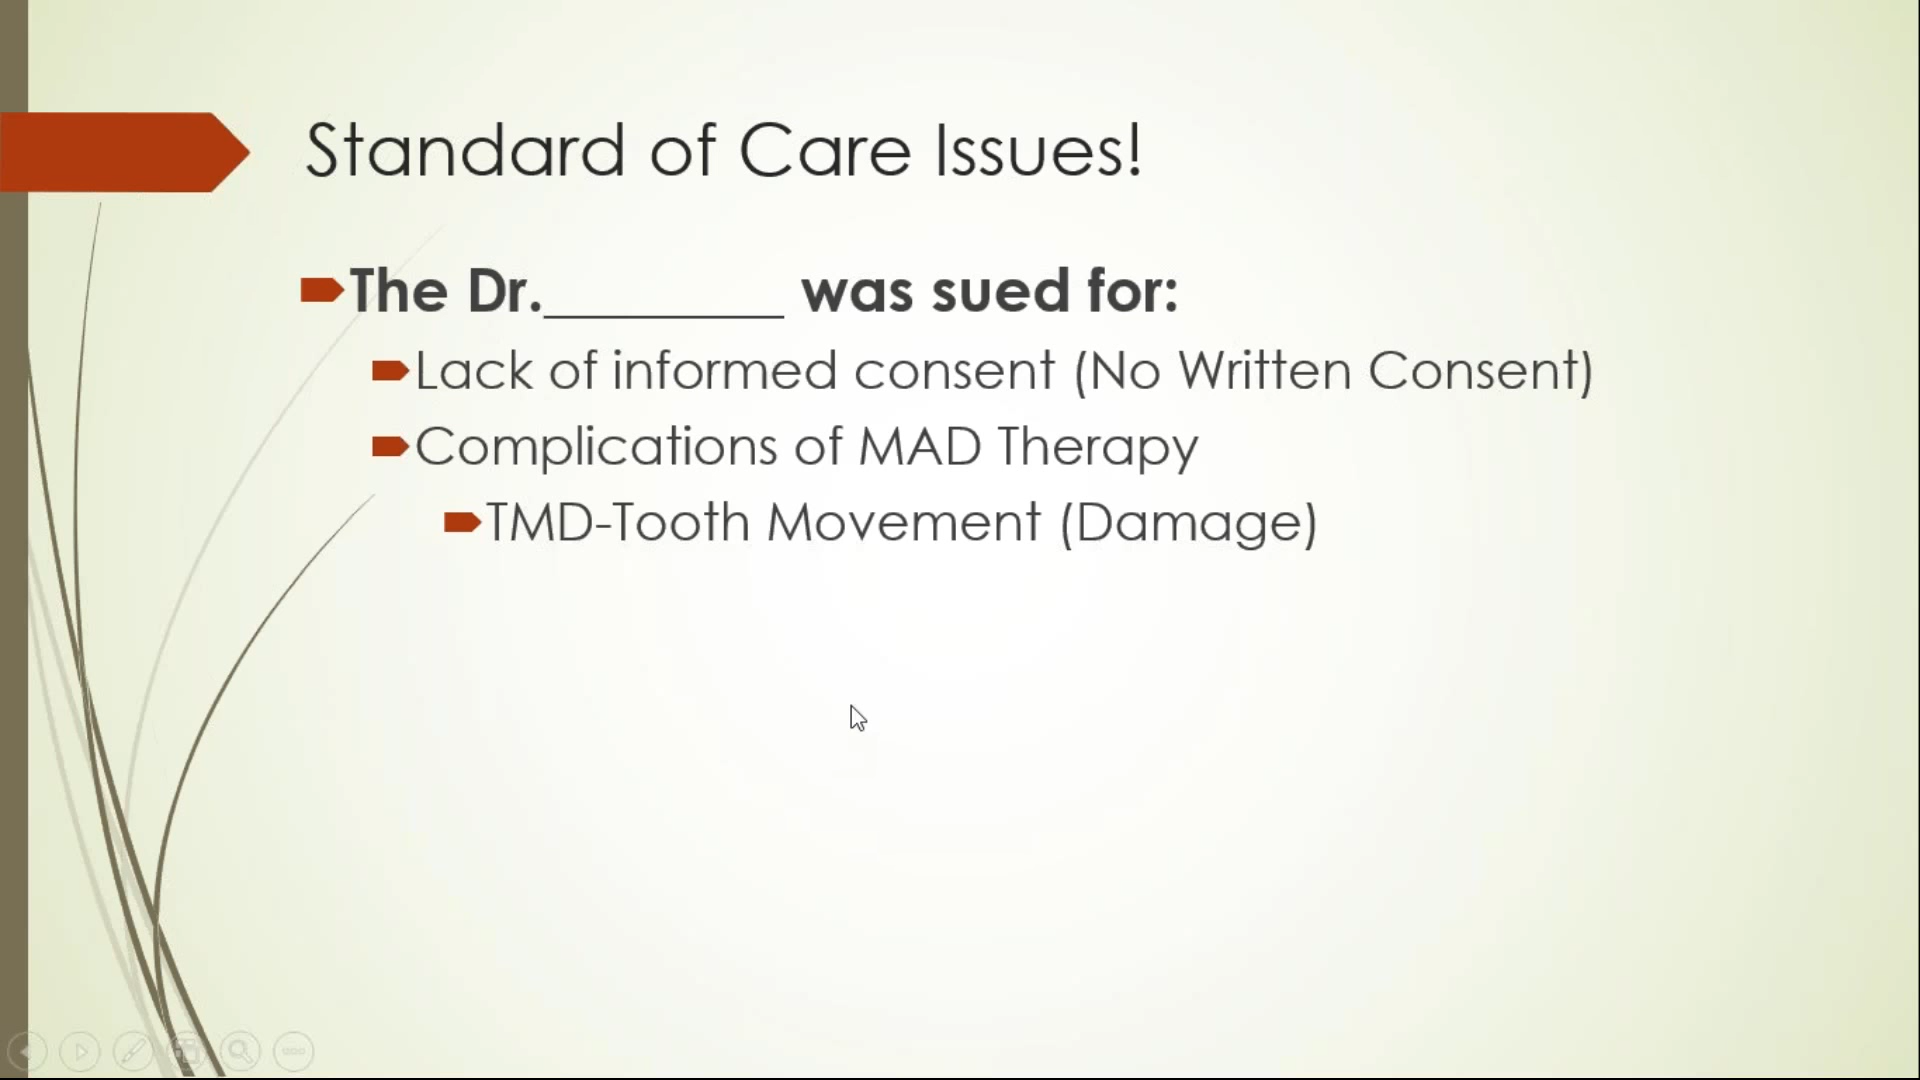 Standard of Care Issues!
The Dr.________ was sued for:
Lack of informed consent (No Written Consent)
Complications of MAD Therapy
TMD-Tooth Movement (Damage)